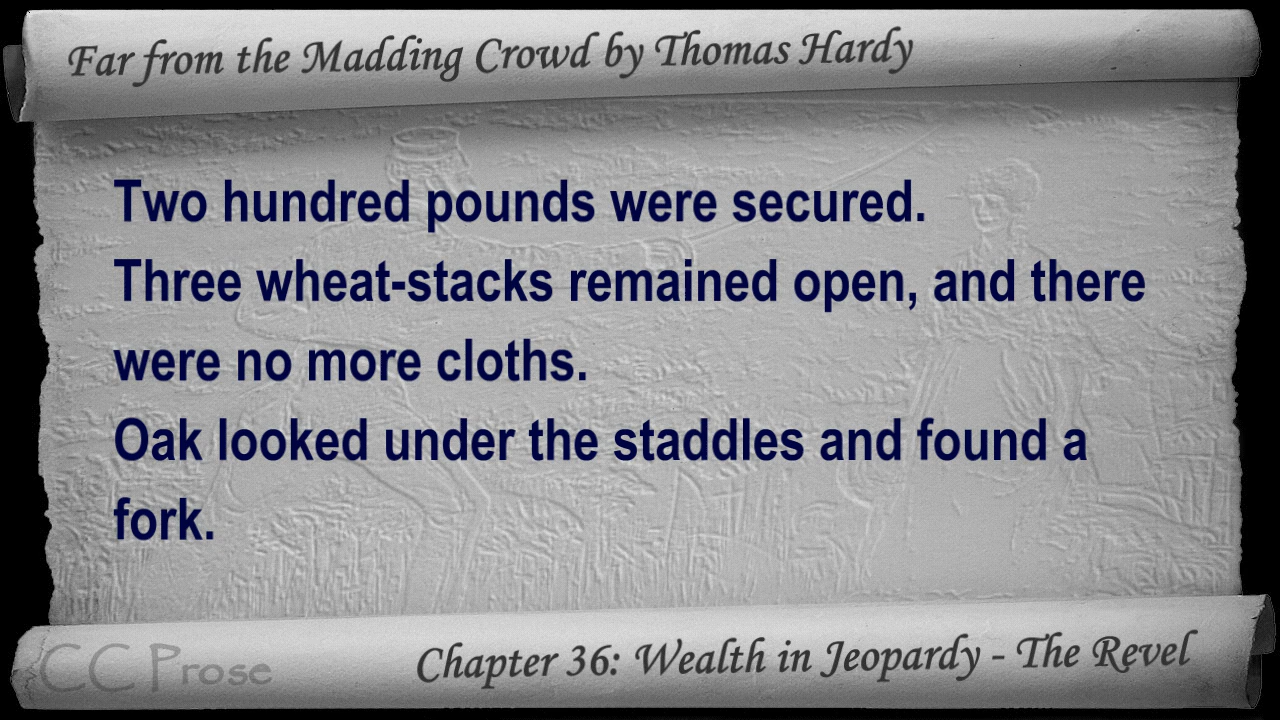 Far from the Madding Crowd by Thomas Hardy
Two hundred pounds were secured.
Three wheat-stacks remained open, and there
were no more cloths.
Oak looked under the staddles and found a
fork.
CC Prose
Chapter 36: Wealth in Jeopardy - The Revel